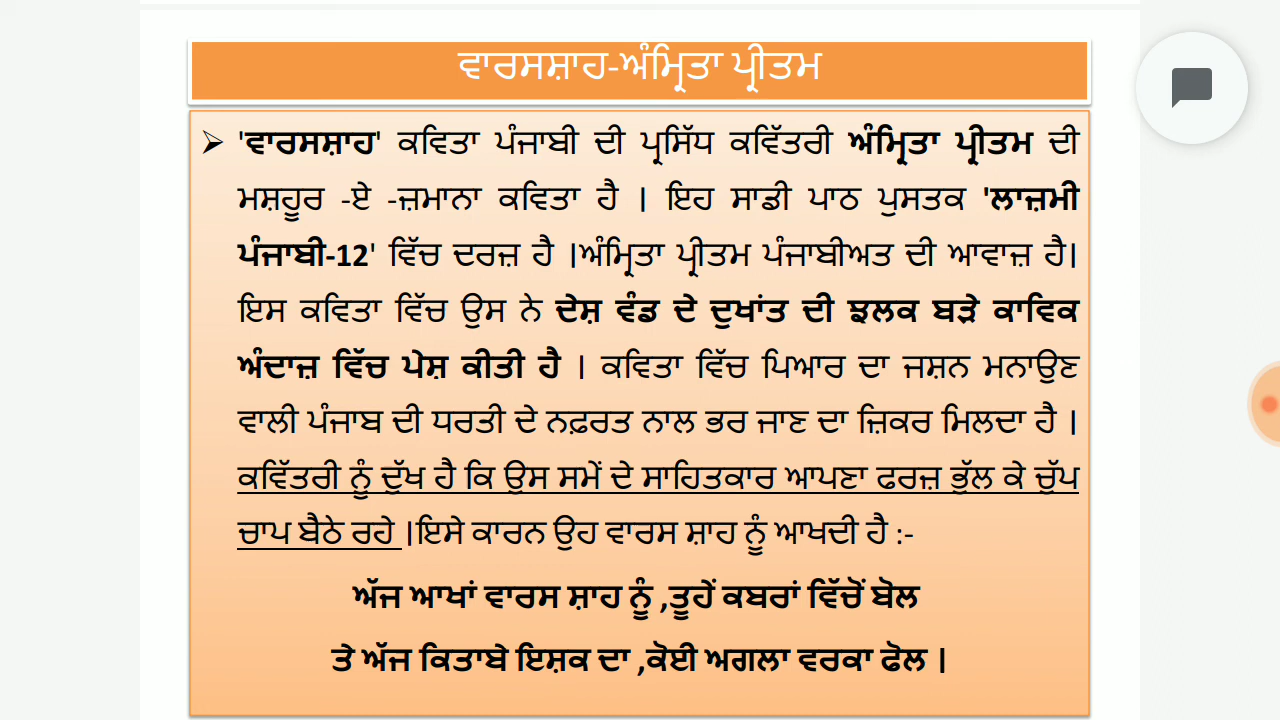 ਵਾਰਸਸ਼ਾਹ-ਅੰਮ੍ਰਿਤਾ ਪ੍ਰੀਤਮ
➢ 'ਵਾਰਸਸ਼ਾਹ' ਕਵਿਤਾ ਪੰਜਾਬੀ ਦੀ ਪ੍ਰਸਿੱਧ ਕਵਿੱਤਰੀ ਅੰਮ੍ਰਿਤਾ ਪ੍ਰੀਤਮ ਦੀ
ਮਸ਼ਹੂਰ -ਏ -ਜ਼ਮਾਨਾ ਕਵਿਤਾ ਹੈ | ਇਹ ਸਾਡੀ ਪਾਠ ਪੁਸਤਕ 'ਲਾਜ਼ਮੀ
ਪੰਜਾਬੀ-12' ਵਿੱਚ ਦਰਜ਼ ਹੈ |ਅੰਮ੍ਰਿਤਾ ਪ੍ਰੀਤਮ ਪੰਜਾਬੀਅਤ ਦੀ ਆਵਾਜ਼ ਹੈ|
ਇਸ ਕਵਿਤਾ ਵਿੱਚ ਉਸ ਨੇ ਦੇਸ਼ ਵੰਡ ਦੇ ਦੁਖਾਂਤ ਦੀ ਝਲਕ ਬੜੇ ਕਾਵਿਕ
ਅੰਦਾਜ਼ ਵਿੱਚ ਪੇਸ਼ ਕੀਤੀ ਹੈ | ਕਵਿਤਾ ਵਿੱਚ ਪਿਆਰ ਦਾ ਜਸ਼ਨ ਮਨਾਉਣ
ਵਾਲੀ ਪੰਜਾਬ ਦੀ ਧਰਤੀ ਦੇ ਨਫ਼ਰਤ ਨਾਲ ਭਰ ਜਾਣ ਦਾ ਜ਼ਿਕਰ ਮਿਲਦਾ ਹੈ |
ਕਵਿੱਤਰੀ ਨੂੰ ਦੁੱਖ ਹੈ ਕਿ ਉਸ ਸਮੇਂ ਦੇ ਸਾਹਿਤਕਾਰ ਆਪਣਾ ਫਰਜ਼ ਭੁੱਲ ਕੇ ਚੁੱਪ
ਚਾਪ ਬੈਠੇ ਰਹੇ |ਇਸੇ ਕਾਰਨ ਉਹ ਵਾਰਸ ਸ਼ਾਹ ਨੂੰ ਆਖਦੀ ਹੈ :-
ਅੱਜ ਆਖਾਂ ਵਾਰਸ ਸ਼ਾਹ ਨੂੰ ,ਤੂਹੇਂ ਕਬਰਾਂ ਵਿੱਚੋਂ ਬੋਲ
ਤੇ ਅੱਜ ਕਿਤਾਬੇ ਇਸ਼ਕ ਦਾ ,ਕੋਈ ਅਗਲਾ ਵਰਕਾ ਫੋਲ |